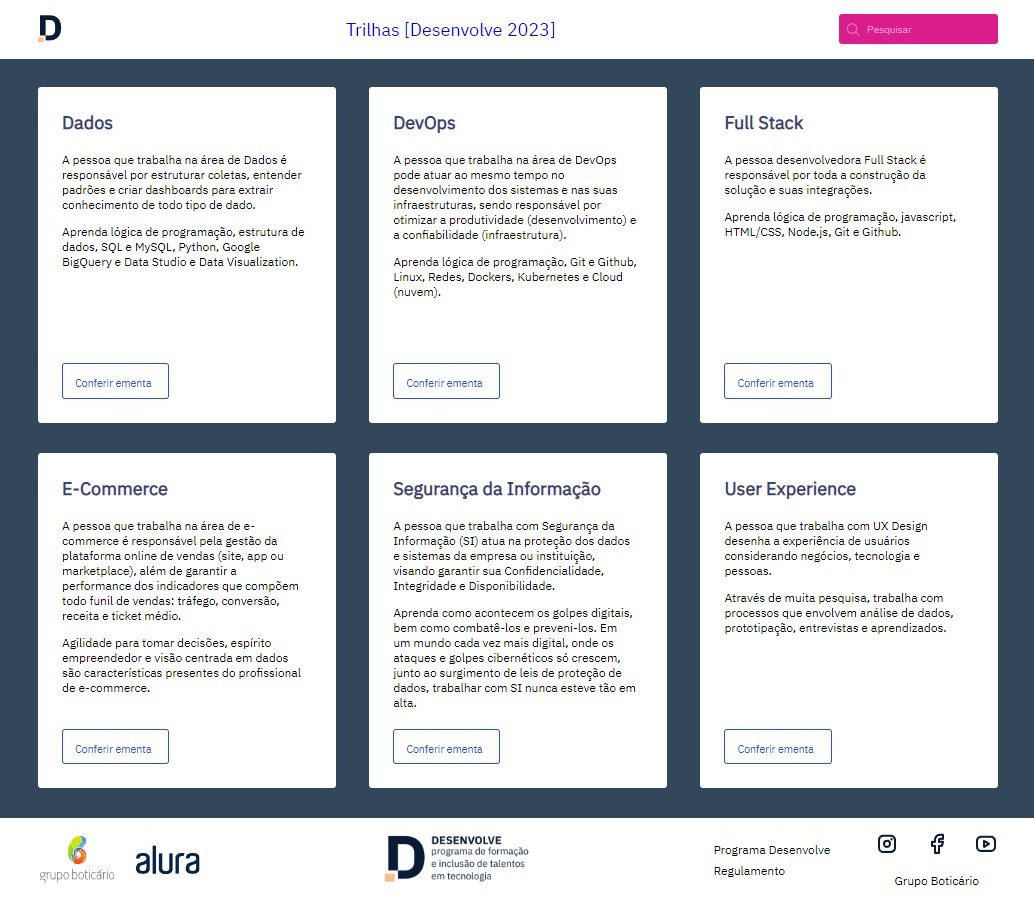 D
Trilhas [Desenvolve 2023]
Pesquisar
Dados
A pessoa que trabalha na área de Dados é
responsável por estruturar coletas, entender
padrões e criar dashboards para extrair
conhecimento de todo tipo de dado.
Aprenda lógica de programação, estrutura de
dados, SQL e MySQL, Python, Google
BigQuery e Data Studio e Data Visualization.
Conferir ementa
DevOps
A pessoa que trabalha na área de DevOps
pode atuar ao mesmo tempo no
desenvolvimento dos sistemas e nas suas
infraestruturas, sendo responsável por
otimizar a produtividade (desenvolvimento) e
a confiabilidade (infraestrutura).
Aprenda lógica de programação, Git e Github,
Linux, Redes, Dockers, Kubernetes e Cloud
(nuvem).
Conferir ementa
Full Stack
A pessoa desenvolvedora Full Stack é
responsável por toda a construção da
solução e suas integrações.
Aprenda lógica de programação, javascript,
HTML/CSS, Node.js, Git e Github.
Conferir ementa
E-Commerce
A pessoa que trabalha na área de e-
commerce é responsável pela gestão da
plataforma online de vendas (site, app ou
marketplace), além de garantir a
performance dos indicadores que compõem
todo funil de vendas: tráfego, conversão,
receita e ticket médio.
Agilidade para tomar decisões, espírito
empreendedor e visão centrada em dados
são características presentes do profissional
de e-commerce.
Conferir ementa
Segurança da Informação
A pessoa que trabalha com Segurança da
Informação (SI) atua na proteção dos dados
e sistemas da empresa ou instituição,
visando garantir sua Confidencialidade,
Integridade e Disponibilidade.
Aprenda como acontecem os golpes digitais,
bem como combatê-los e preveni-los. Em
um mundo cada vez mais digital, onde os
ataques e golpes cibernéticos só crescem,
junto ao surgimento de leis de proteção de
dados, trabalhar com SI nunca esteve tão em
alta.
Conferir ementa
User Experience
A pessoa que trabalha com UX Design
desenha a experiência de usuários
considerando negócios, tecnologia e
pessoas.
Através de muita pesquisa, trabalha com
processos que envolvem análise de dados,
prototipação, entrevistas e aprendizados.
Conferir ementa
grupo boticário
alura
D
DESENVOLVE
programa de formação
e inclusão de talentos
em tecnologia
Programa Desenvolve
Regulamento
Grupo Boticário